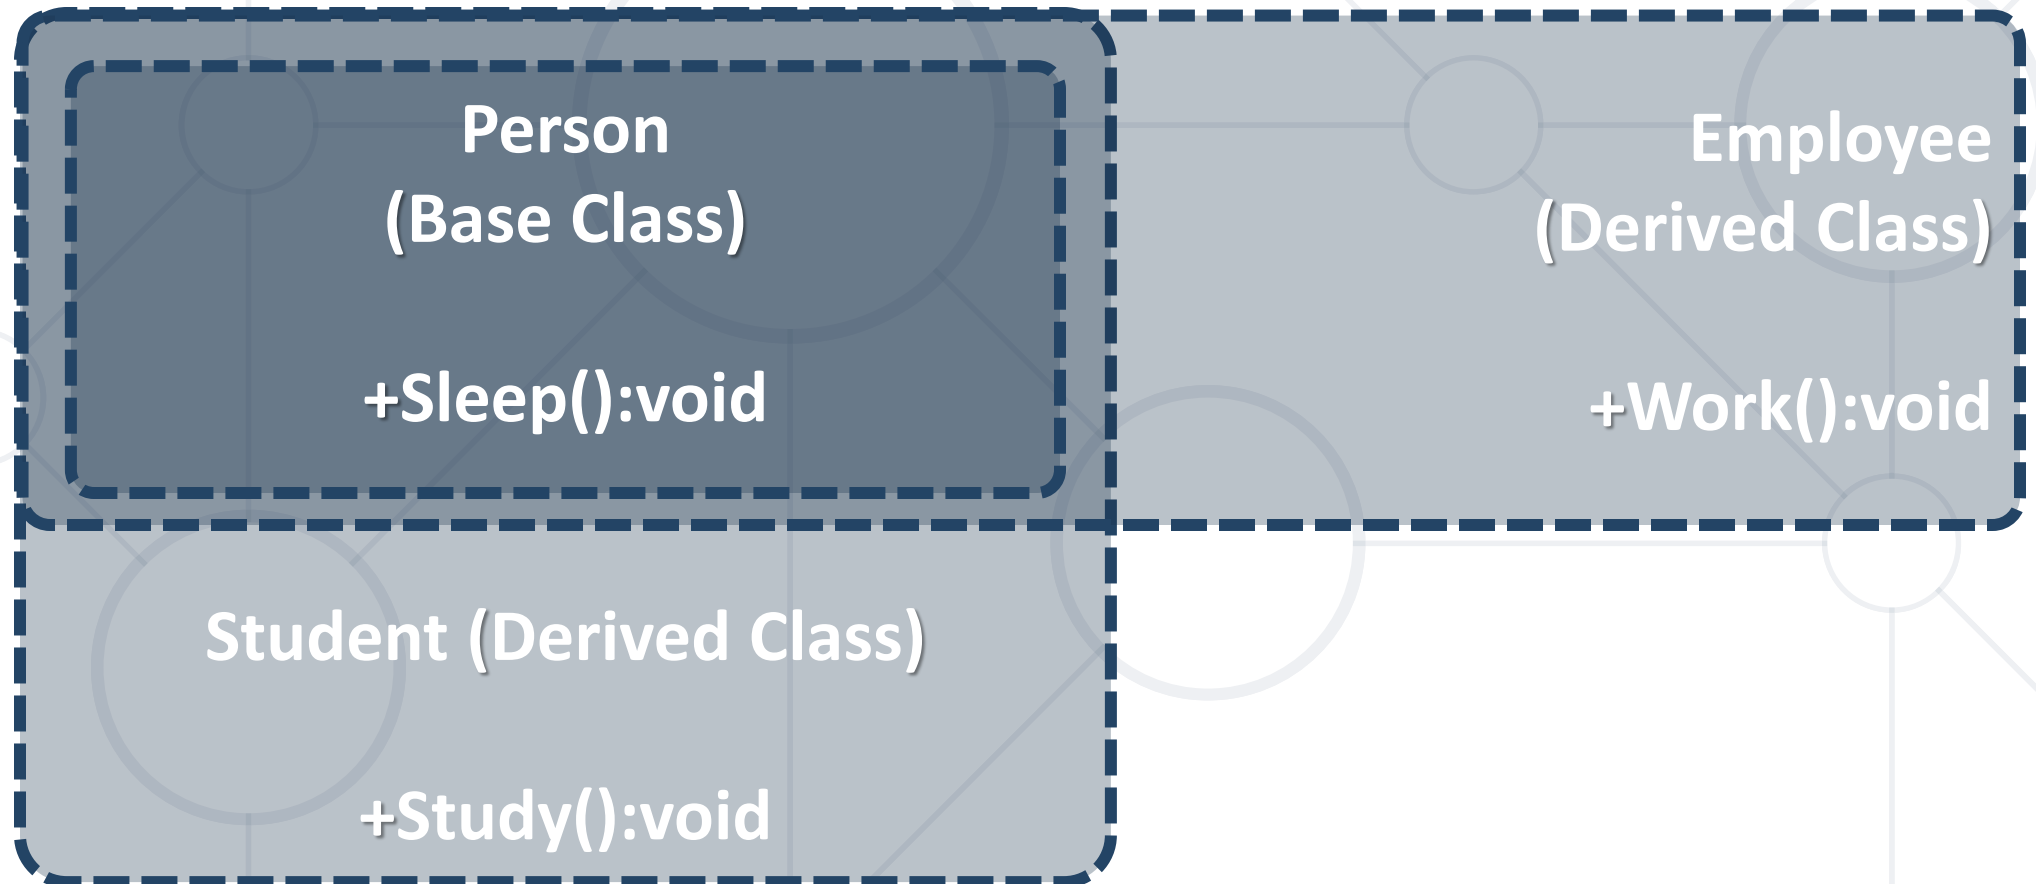 Person
(Base Class)
+Sleep():void
Employee
(Derived Class)
+Work():void
Student (Derived Class)
+Study():void